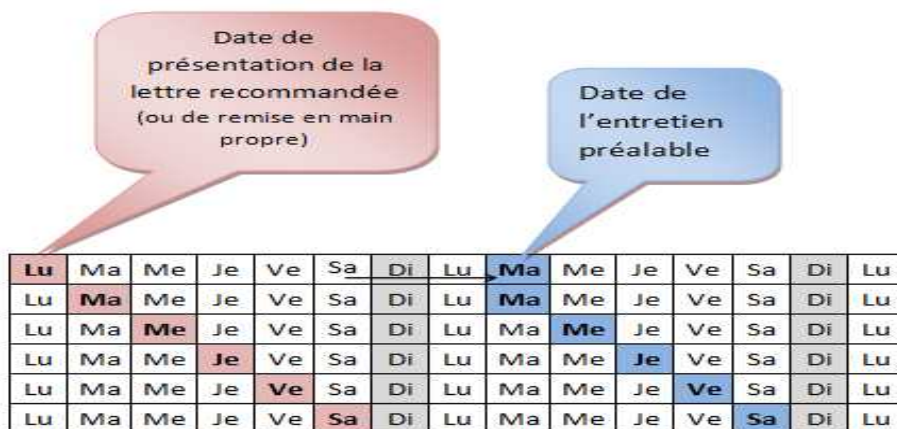 Date de
présentation de la
lettre recommandée
(ou de remise en main
propre)
Date de
l'entretien
préalable
Lu Ma Me Je Ve Sa Di Lu Ma Me Je Ve Sa Di Lu
Lu Ma Me Je Ve Sa Di Lu Ma Me Je Ve Sa Di Lu
Lu Ma Me Je Ve Sa Di Lu Ma Me Je Ve Sa Di Lu
Lu Ma Me Je Ve Sa Di Lu Ma Me Je Ve Sa Di Lu
Lu Ma Me Je Ve Sa Di Lu Ma Me Je Ve Sa Di Lu
Lu Ma Me Je Ve Sa Di Lu Ma Me Je Ve Sa Di Lu